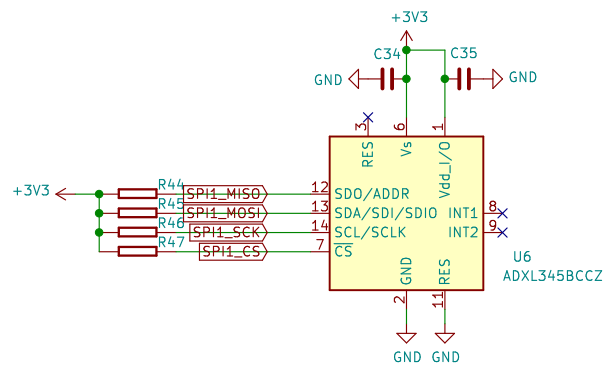 +3V3
C34
C35
GND
GND
3
6
1
RES
Vs
Vdd_I/O
+3V3
R44
SPI1_MISO
12
SDO/ADDR
R45
SPI1_MOSI
13
SDA/SDI/SDIO
INT1
8
R46
SPI1_SCK
14
SCL/SCLK
INT2
9
R47
SPI1_CS
7
CS
GND
RES
U6
ADXL345BCCZ
2
11
GND
GND